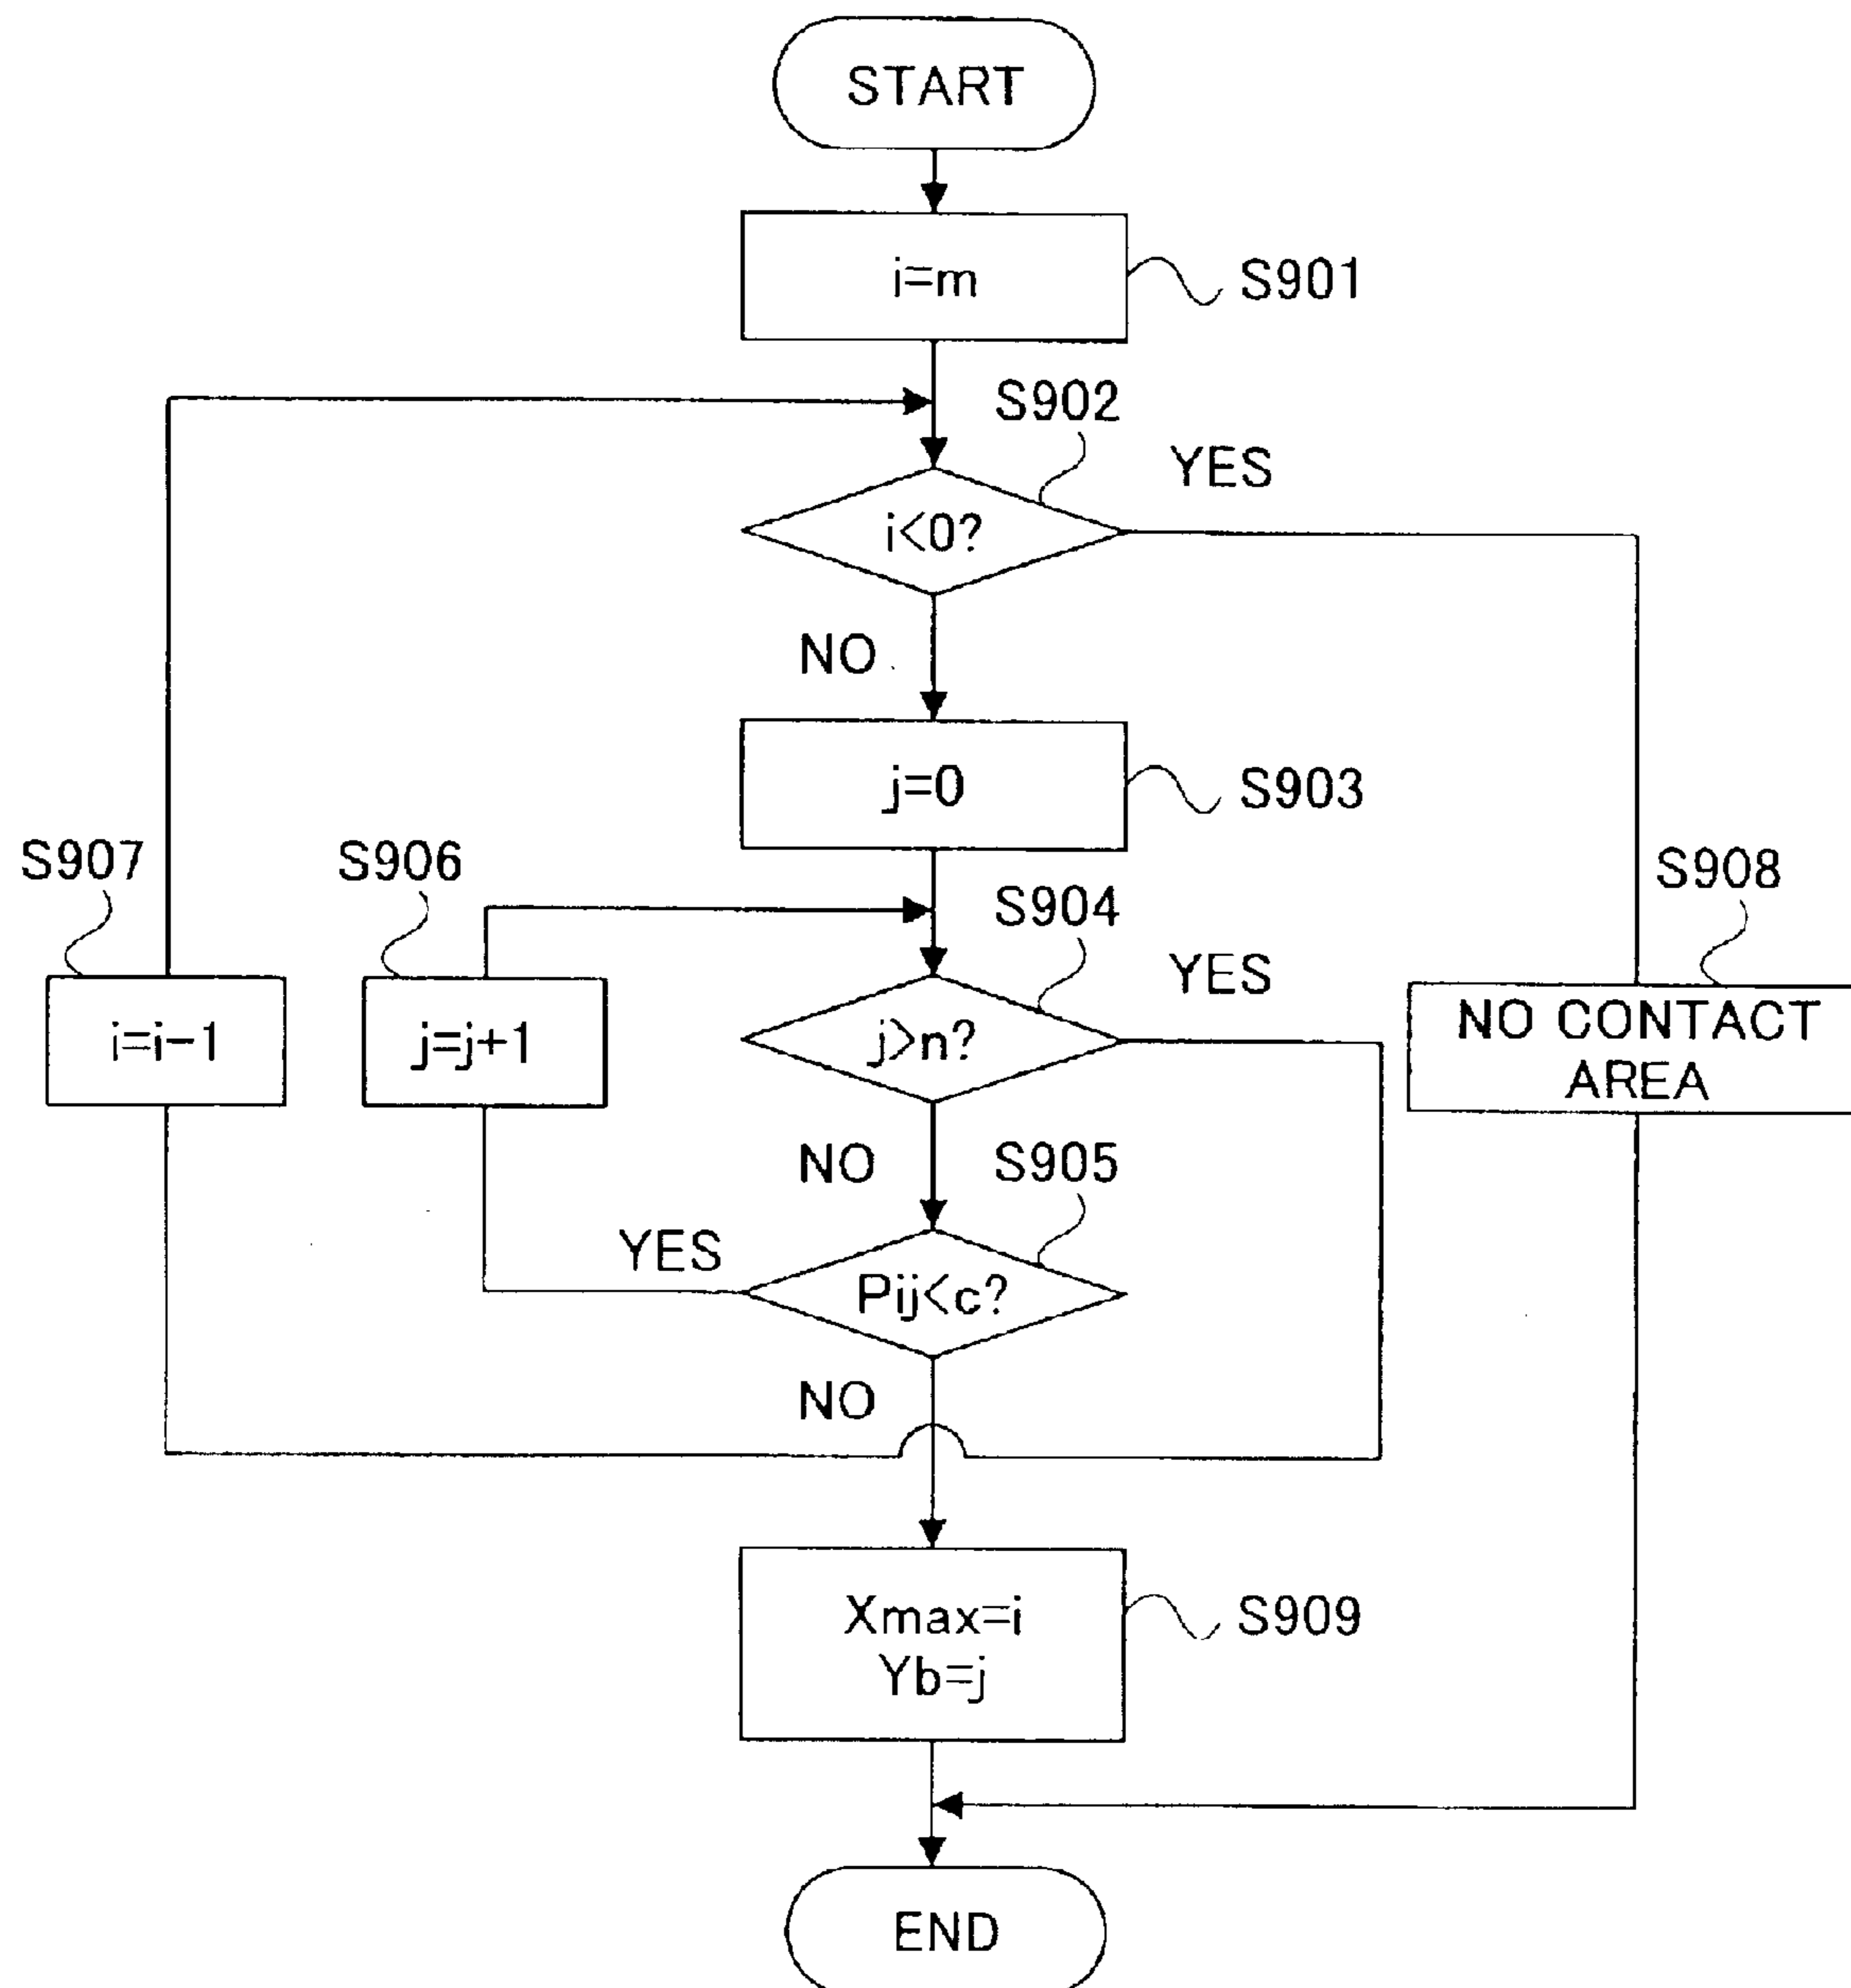 START
i=m
S901
S902
YES
i<0?
NO
j=0
S903
S907
S906
S904
S908
YES
i=i-1
j=j+1
j>n?
NO CONTACT
AREA
NO
S905
YES
Pij<c?
NO
Xmax=i
Yb=j
S909
END